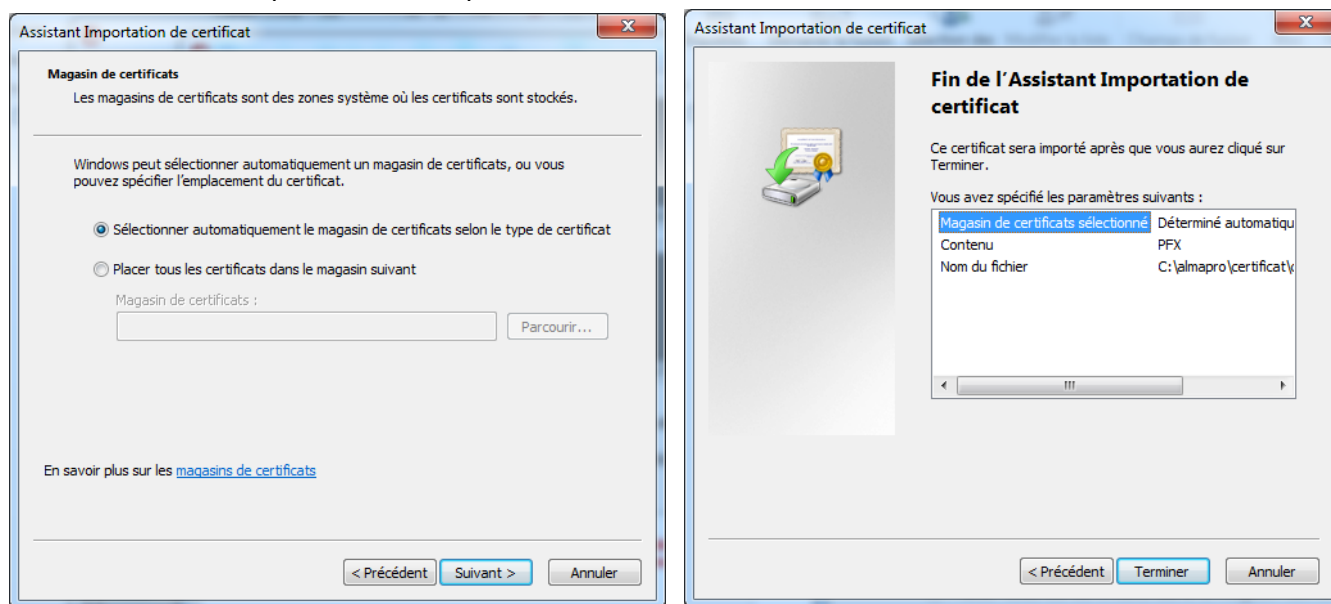 Assistant Importation de certificat
Magasin de certificats
Les magasins de certificats sont des zones système où les certificats sont stockés.
Windows peut sélectionner automatiquement un magasin de certificats, ou vous
pouvez spécifier l'emplacement du certificat.
Sélectionner automatiquement le magasin de certificats selon le type de certificat
Placer tous les certificats dans le magasin suivant
Magasin de certificats :
Parcourir...
En savoir plus sur les magasins de certificats
< Précédent Suivant > Annuler
Assistant Importation de certificat
Fin de l'Assistant Importation de
certificat
Ce certificat sera importé après que vous aurez cliqué sur
Terminer.
Vous avez spécifié les paramètres suivants :
Magasin de certificats sélectionné Déterminé automatiqu
Contenu PFX
Nom du fichier C:\almapro\certificat\
< Précédent Terminer Annuler